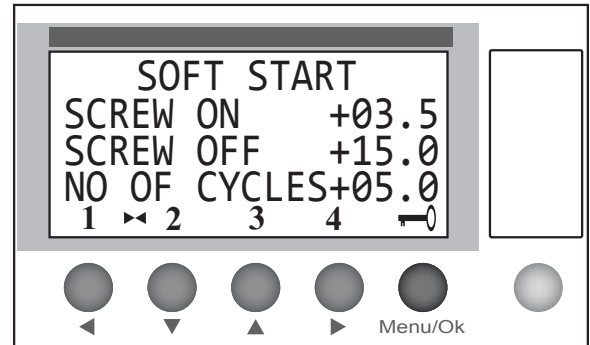 SOFT START
SCREW ON +03.5
SCREW OFF +15.0
NO OF CYCLES+05.0
1 2 3 4
Menu/Ok